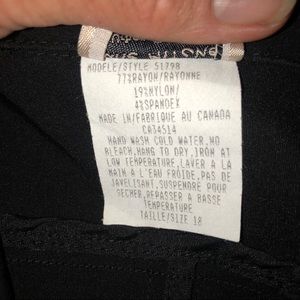 MODELE/STYLE 51798
77%RAYON/RAYONNE
19%NYLON/
4%SPANDEX
MADE IN/FABRIQUE AU CANADA
CA34514
HAND WASH COLD WATER,NO
BLEACH,HANG TO DRY,IRON AT
LOW TEMPERATURE,LAVER A LA
MAIN A L'EAU FROIDE,PAS DE
JAVELISANT,SUSPENDRE POUR
SECHER,REPASSER A BASSE
TEMPERATURE
TAILLE/SIZE 18